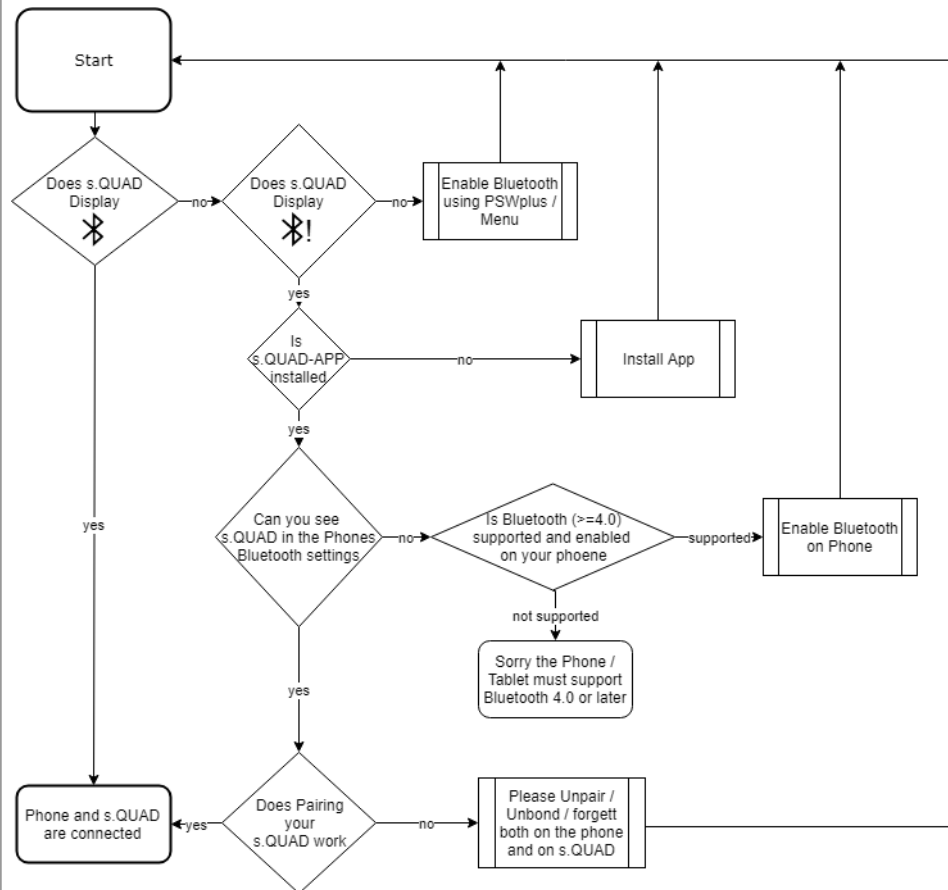 Start
Does s.QUAD
Display
no
Does s.QUAD
Display
!
no
Enable Bluetooth
using PSWplus /
Menu
yes
Is
s.QUAD-APP
installed
no
Install App
yes
Can you see
s.QUAD in the Phones
Bluetooth settings
no
Is Bluetooth (>=4.0)
supported and enabled
on your phoene
supported
Enable Bluetooth
on Phone
yes
not supported
Sorry the Phone /
Tablet must support
Bluetooth 4.0 or later
yes
Phone and s.QUAD
are connected
yes
Does Pairing
your
s.QUAD work
no
Please Unpair /
Unbond / forgett
both on the phone
and on s.QUAD